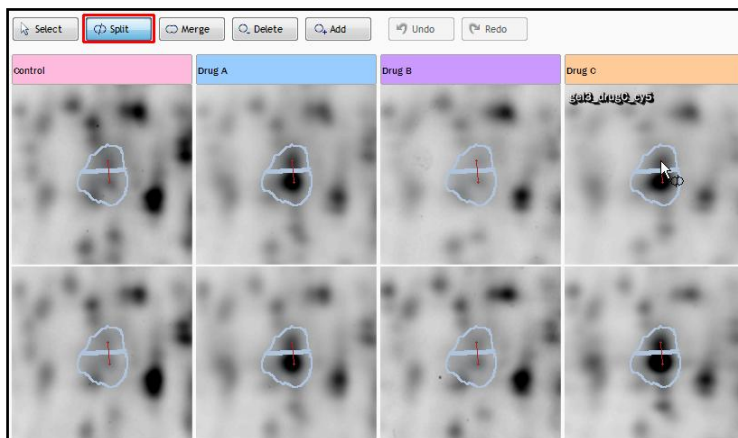 Select Split Merge Delete Add Undo Redo
Control Drug A Drug B Drug C
gel3_drugC_cy5